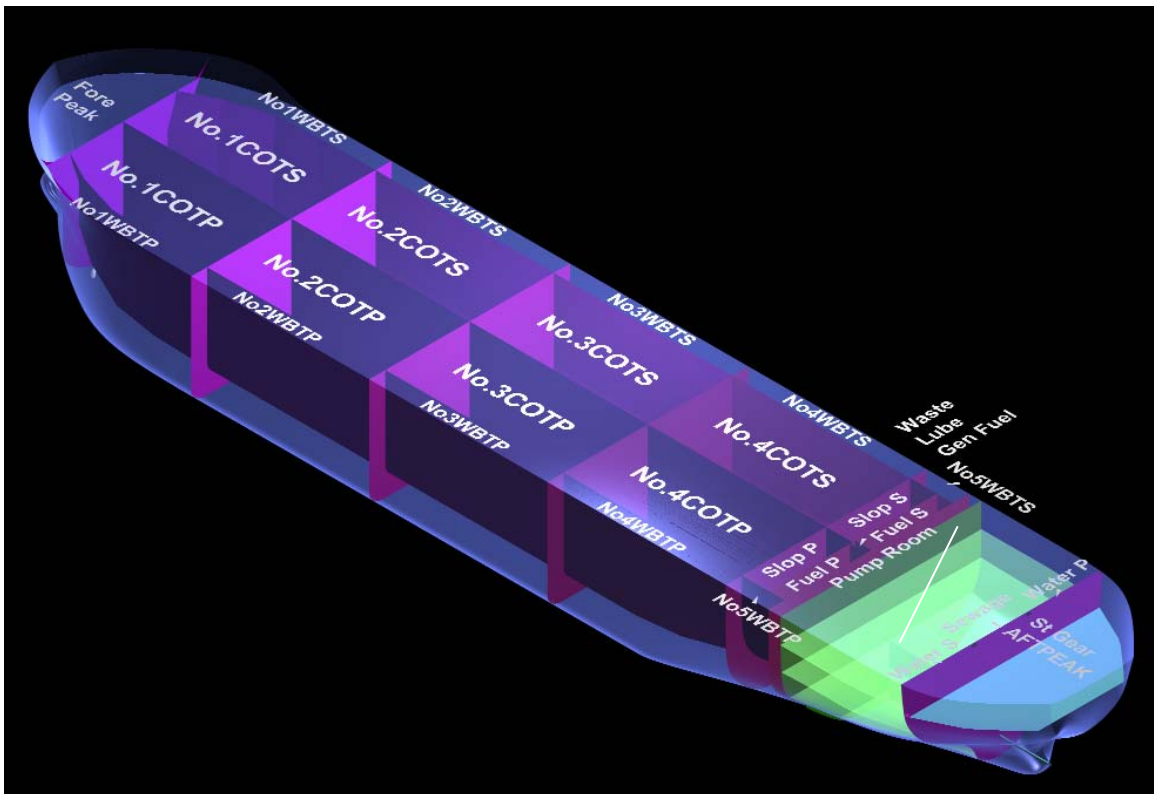 Fore
Peak
No1WBTS
No.1COTS
No.1COTP
No1WBTP
No2WBTS
No.2COTS
No.2COTP
No2WBTP
No3WBTS
No.3COTS
No.3COTP
No3WBTP
No4WBTS
No.4COTS
No.4COTP
No4WBTP
Waste
Lube
Gen Fuel
No5WBTS
Slop S
Fuel S
Slop P
Fuel P
Pump Room
No5WBTP
Water P
Sewage
Water S
St Gear
AFTPEAK